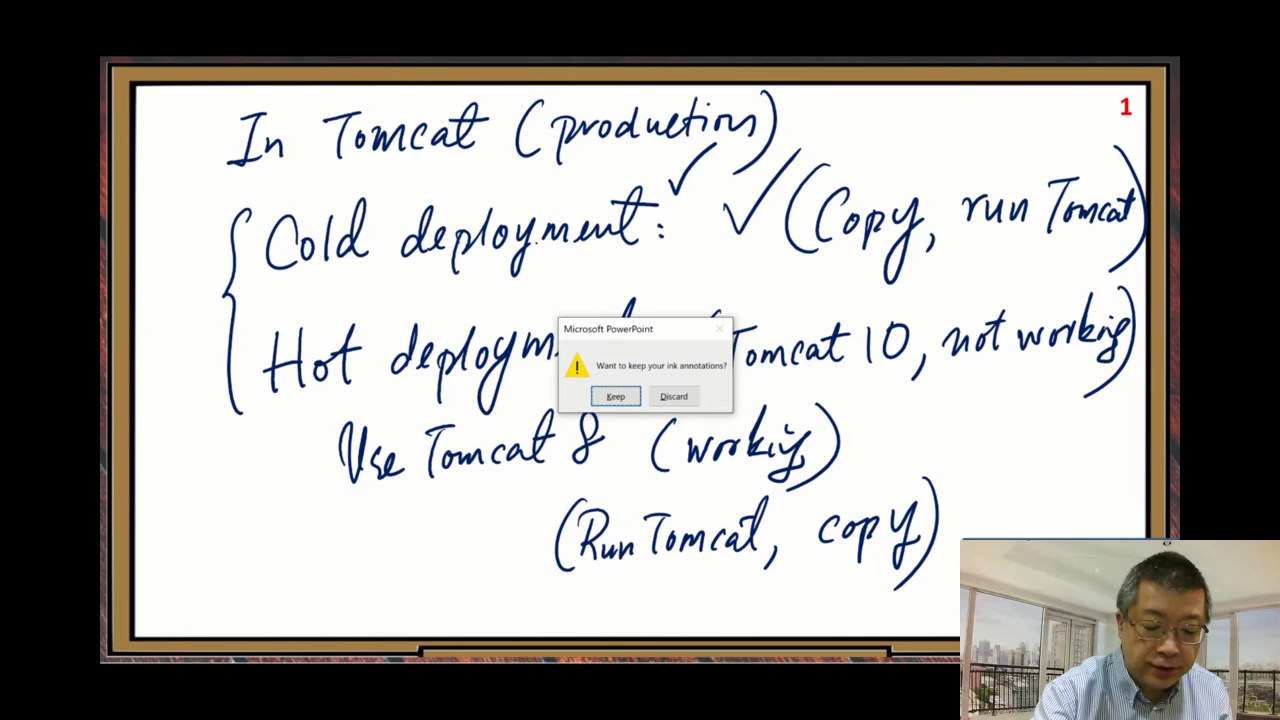 1
In Tomcat (production)
Cold deployment: ✓ ✓ (Copy, run Tomcat)
Hot (Tomcat 10, not working)
Microsoft PowerPoint
Want to keep your ink annotations?
Keep Discard
Use Tomcat 8 (working)
(Run Tomcat, copy)